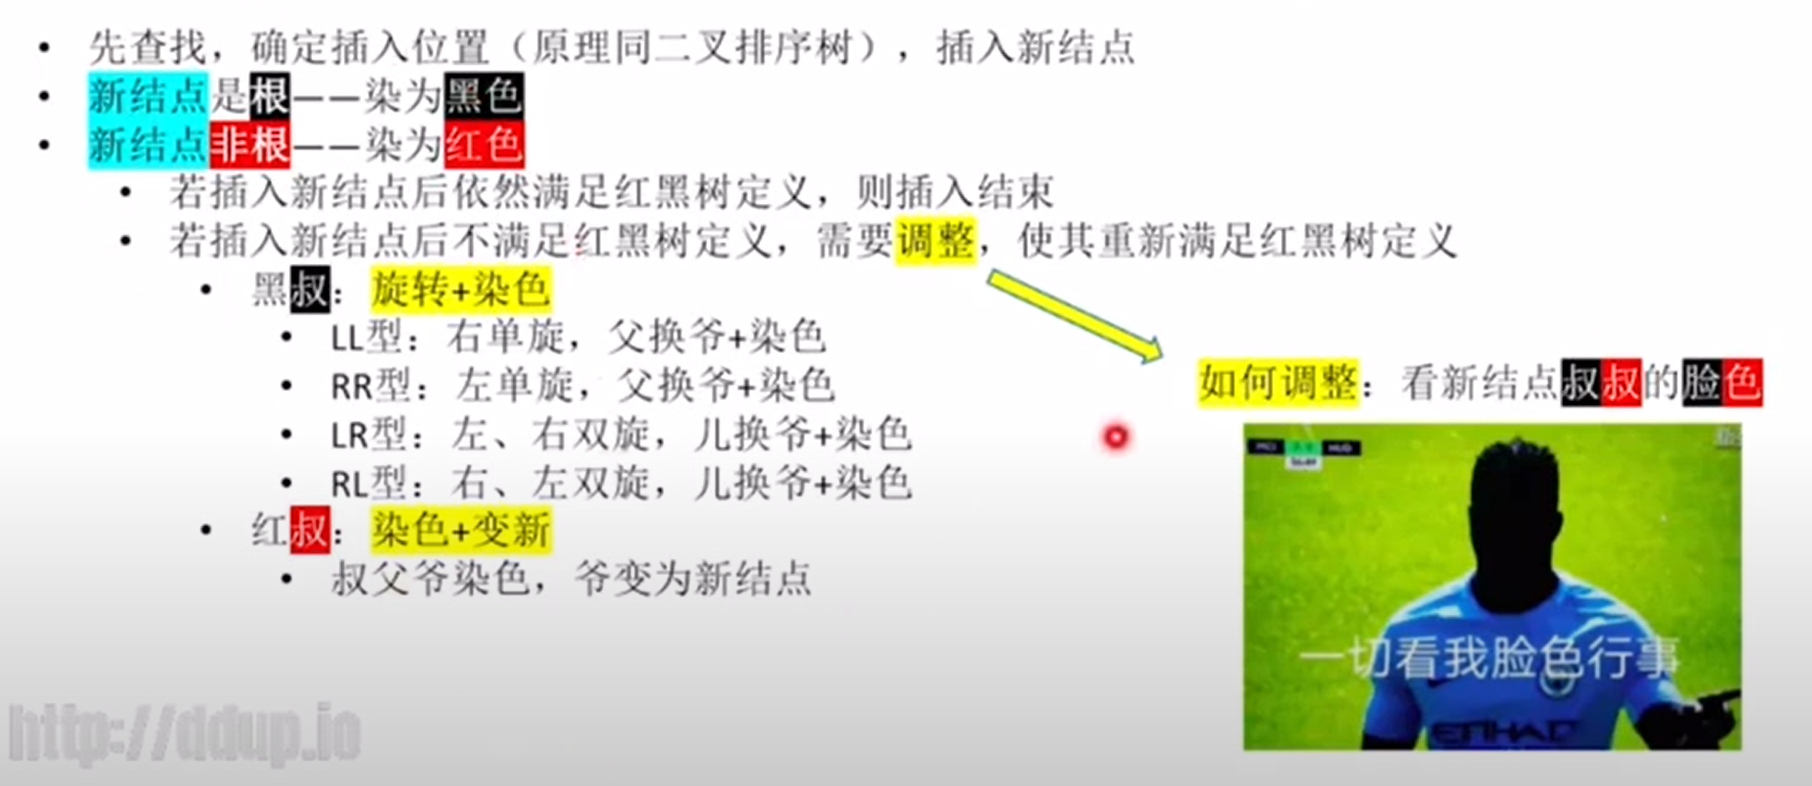 • 先查找，确定插入位置（原理同二叉排序树），插入新结点
• 新结点是根——染为黑色
• 新结点非根——染为红色
• 若插入新结点后依然满足红黑树定义，则插入结束
• 若插入新结点后不满足红黑树定义，需要调整，使其重新满足红黑树定义
• 黑叔：旋转+染色
• LL型：右单旋，父换爷+染色
• RR型：左单旋，父换爷+染色
• LR型：左、右双旋，儿换爷+染色
• RL型：右、左双旋，儿换爷+染色
• 红叔：染色+变新
• 叔父爷染色，爷变为新结点
如何调整：看新结点叔叔的脸色
MCI
HUD
一切看我脸色行事
ETIHAD
http://ddup.io